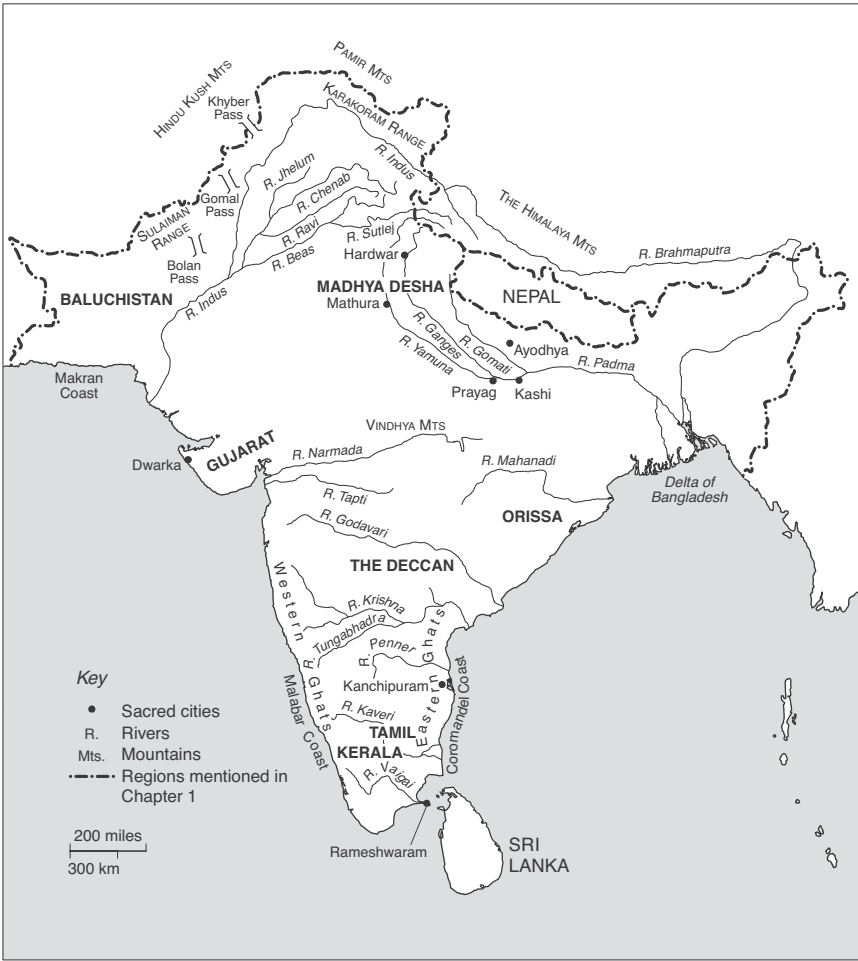 PAMIR MTS
HINDU KUSH MTS
Khyber
Pass
KARAKORAM RANGE
R. Indus
R. Jhelum
Gomal
Pass
R. Chenab
SULAIMAN
RANGE
THE HIMALAYA MTS
R. Ravi
R. Sutlej
R. Brahmaputra
Bolan
Pass
R. Beas
Hardwar
BALUCHISTAN
R. Indus
MADHYA DESHA
NEPAL
Mathura
R. Ganges
R. Gomati
R. Yamuna
Ayodhya
R. Padma
Makran
Coast
Prayag
Kashi
VINDHYA MTS
GUJARAT
Dwarka
R. Narmada
R. Mahanadi
Delta of
Bangladesh
R. Tapti
ORISSA
R. Godavari
THE DECCAN
Western Ghats
R. Krishna
R. Tungabhadra
Eastern Ghats
R. Penner
Kanchipuram
Coromandel Coast
Malabar Coast
R. Kaveri
TAMIL
KERALA
R. Vaigai
Rameshwaram
SRI
LANKA
Key
Sacred cities
R. Rivers
Mts. Mountains
Regions mentioned in
Chapter 1
200 miles
300 km